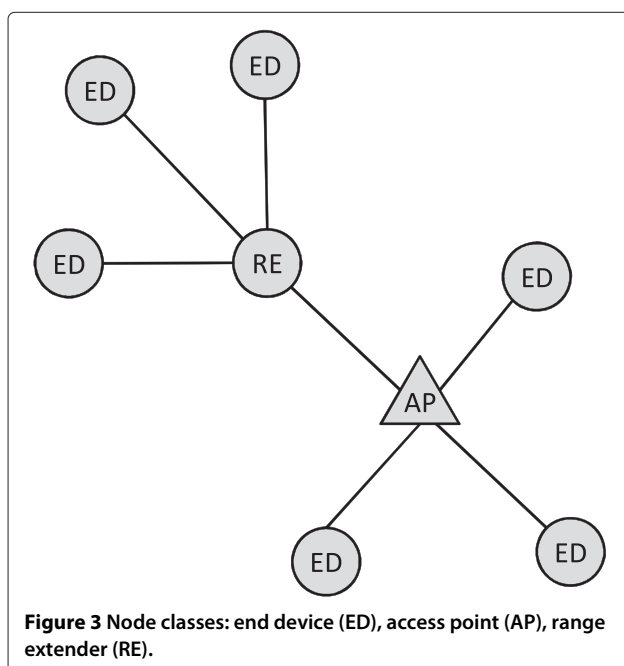 ED
ED
ED
RE
ED
AP
ED
ED
Figure 3 Node classes: end device (ED), access point (AP), range
extender (RE).